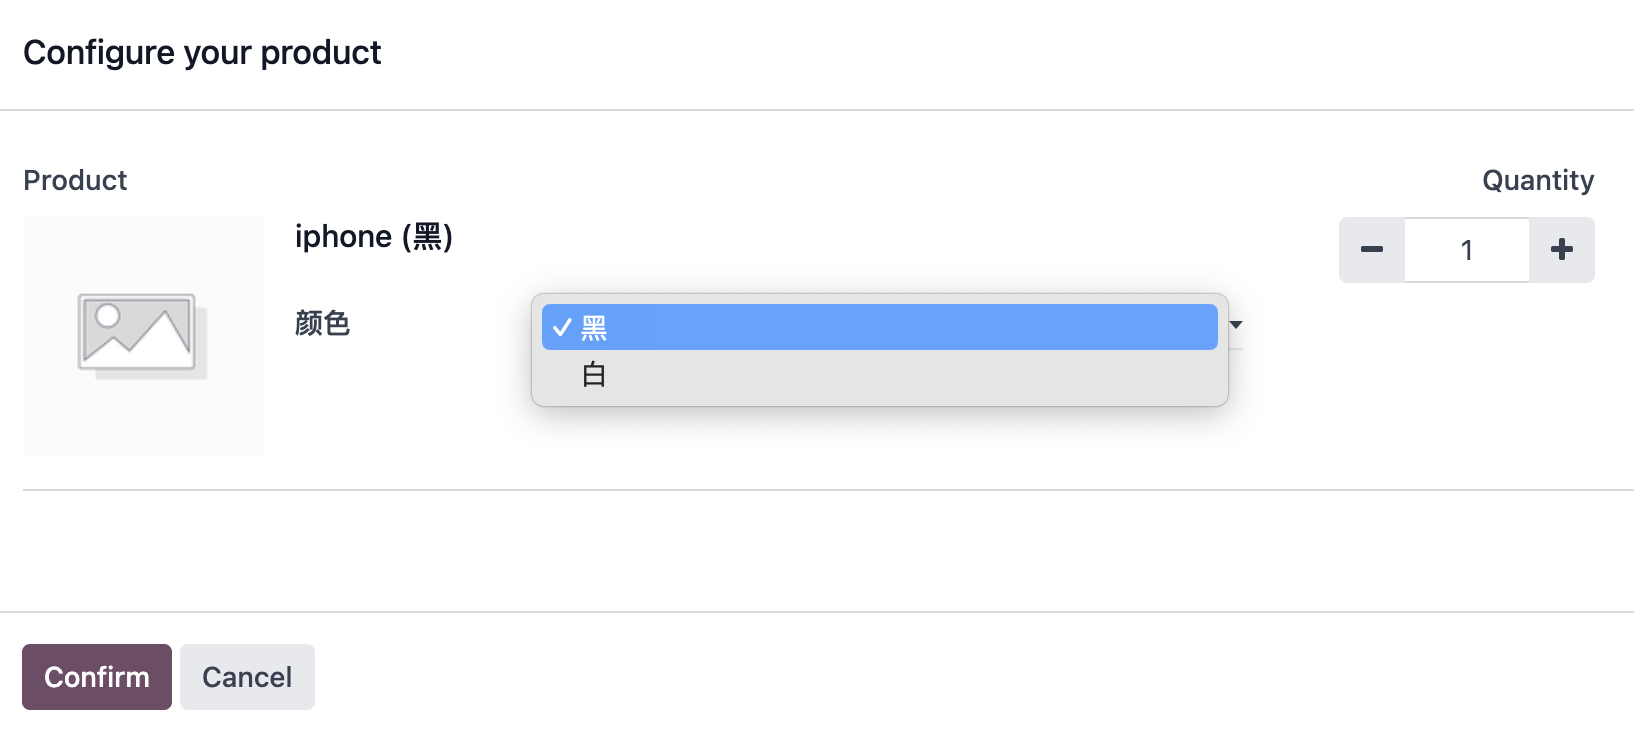 Configure your product
Product
Quantity
iphone (黑)
1
颜色
黑
白
Confirm
Cancel